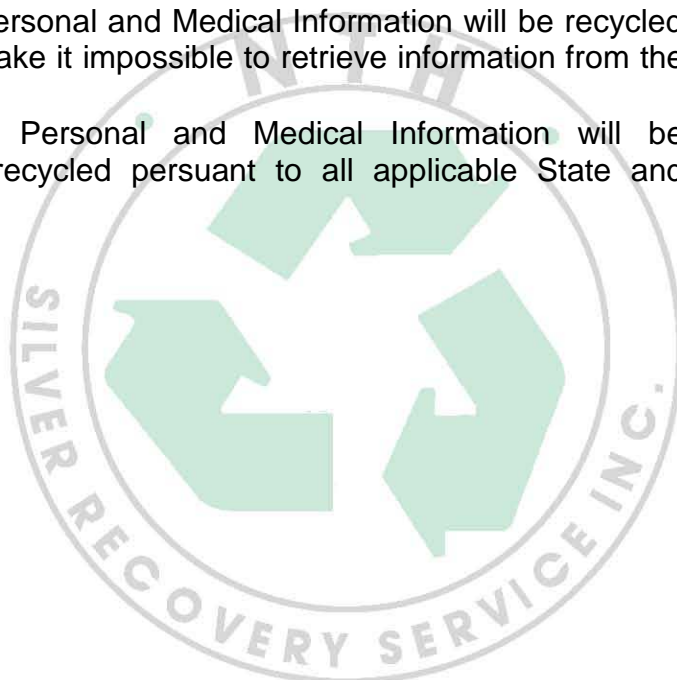 ersonal and Medical Information will be recycled
ake it impossible to retrieve information from the
Personal and Medical Information will be
recycled persuant to all applicable State and
NTH
SILVER RECOVERY SERVICE INC.